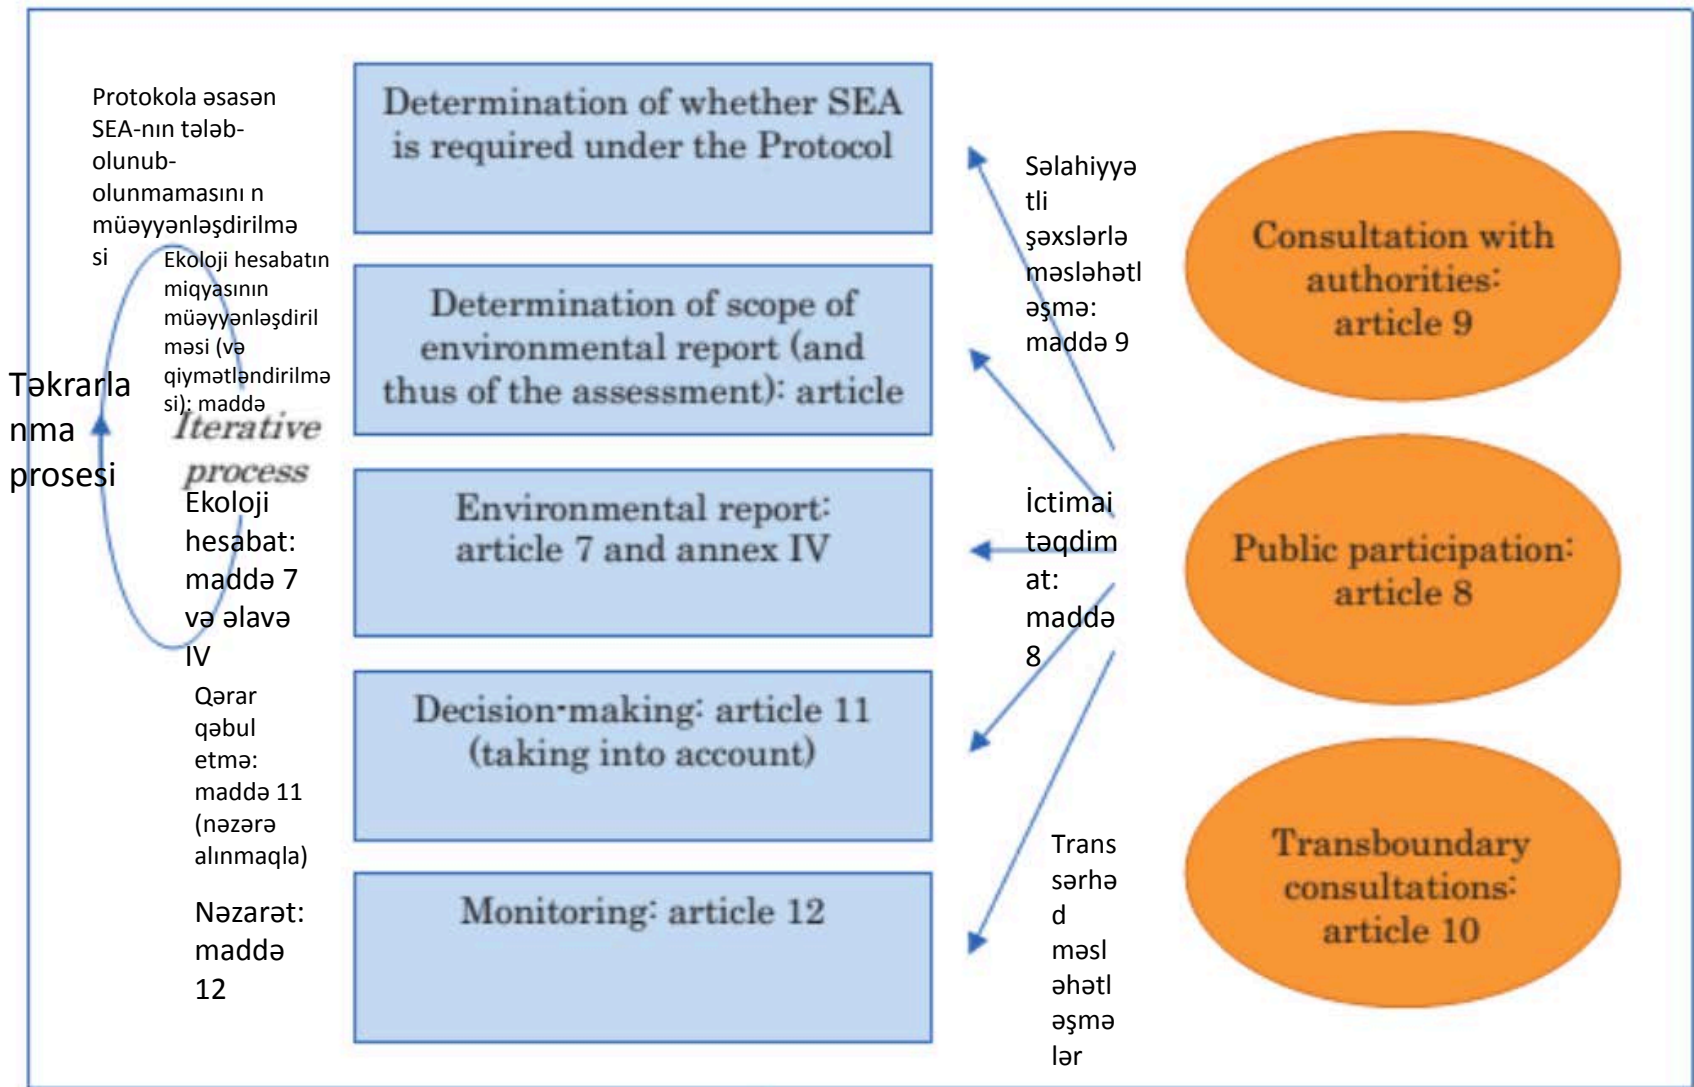 Protokola əsasən
SEA-nın tələb-
olunub-
olunmamasını n
müəyyənləşdirilmə
si
Ekoloji hesabatın
miqyasının
müəyyənləşdiril
məsi (və
qiymətləndirilmə
si): maddə
Təkrarla
nma
prosesi
Iterative
process
Ekoloji
hesabat:
maddə 7
və əlavə
IV
Qərar
qəbul
etmə:
maddə 11
(nəzərə
alınmaqla)
Nəzarət:
maddə
12
Determination of whether SEA
is required under the Protocol
Determination of scope of
environmental report (and
thus of the assessment): article
Environmental report:
article 7 and annex IV
Decision-making: article 11
(taking into account)
Monitoring: article 12
Səlahiyyə
tli
şəxslərlə
məsləhətl
əşmə:
maddə 9
İctimai
təqdim
at:
maddə
8
Trans
sərhə
d
məsl
əhətl
əşmə
lər
Consultation with
authorities:
article 9
Public participation:
article 8
Transboundary
consultations:
article 10